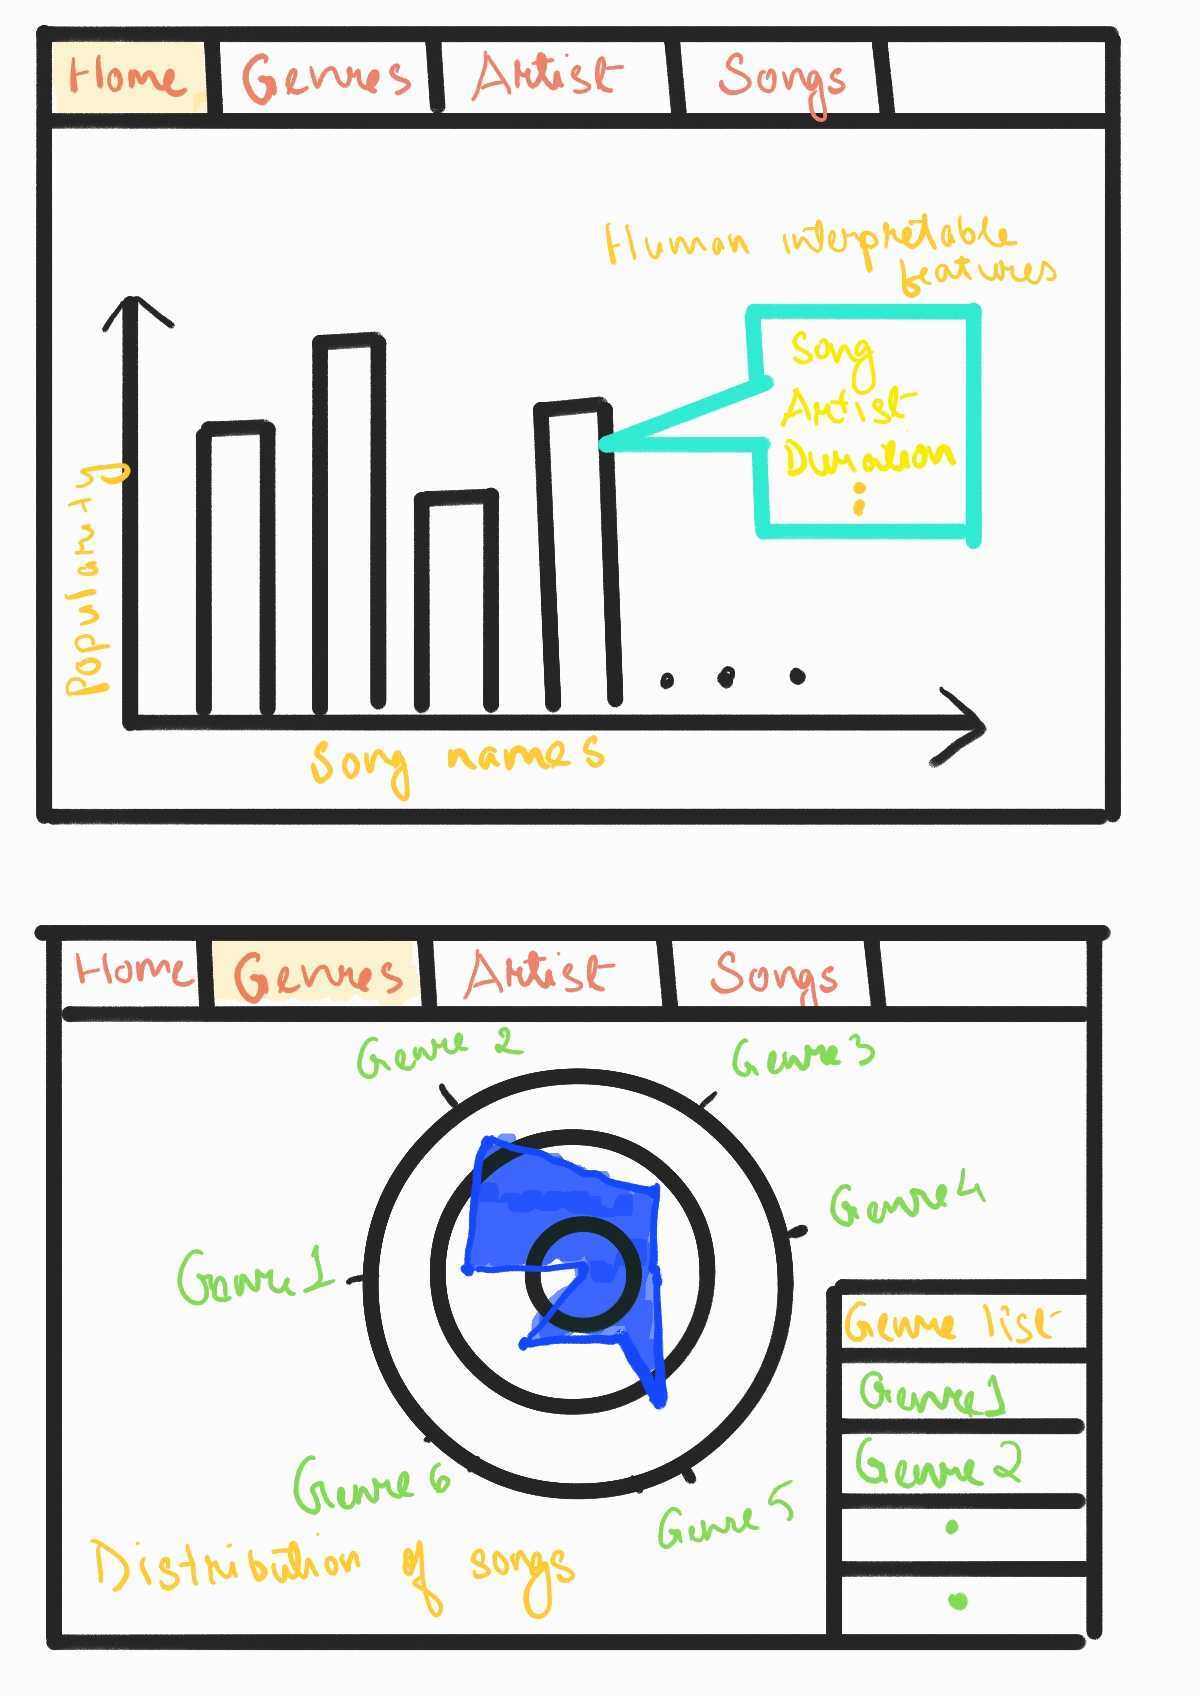 Home Genres Artist Songs
Human interpretable
features
Song
Artist
Duration
Popularity
Song names
Home Genres Artist Songs
Genre 2
Genre 3
Genre 4
Genre 1
Genre 6
Genre 5
Distribution of songs
Genre list
Genre 1
Genre 2